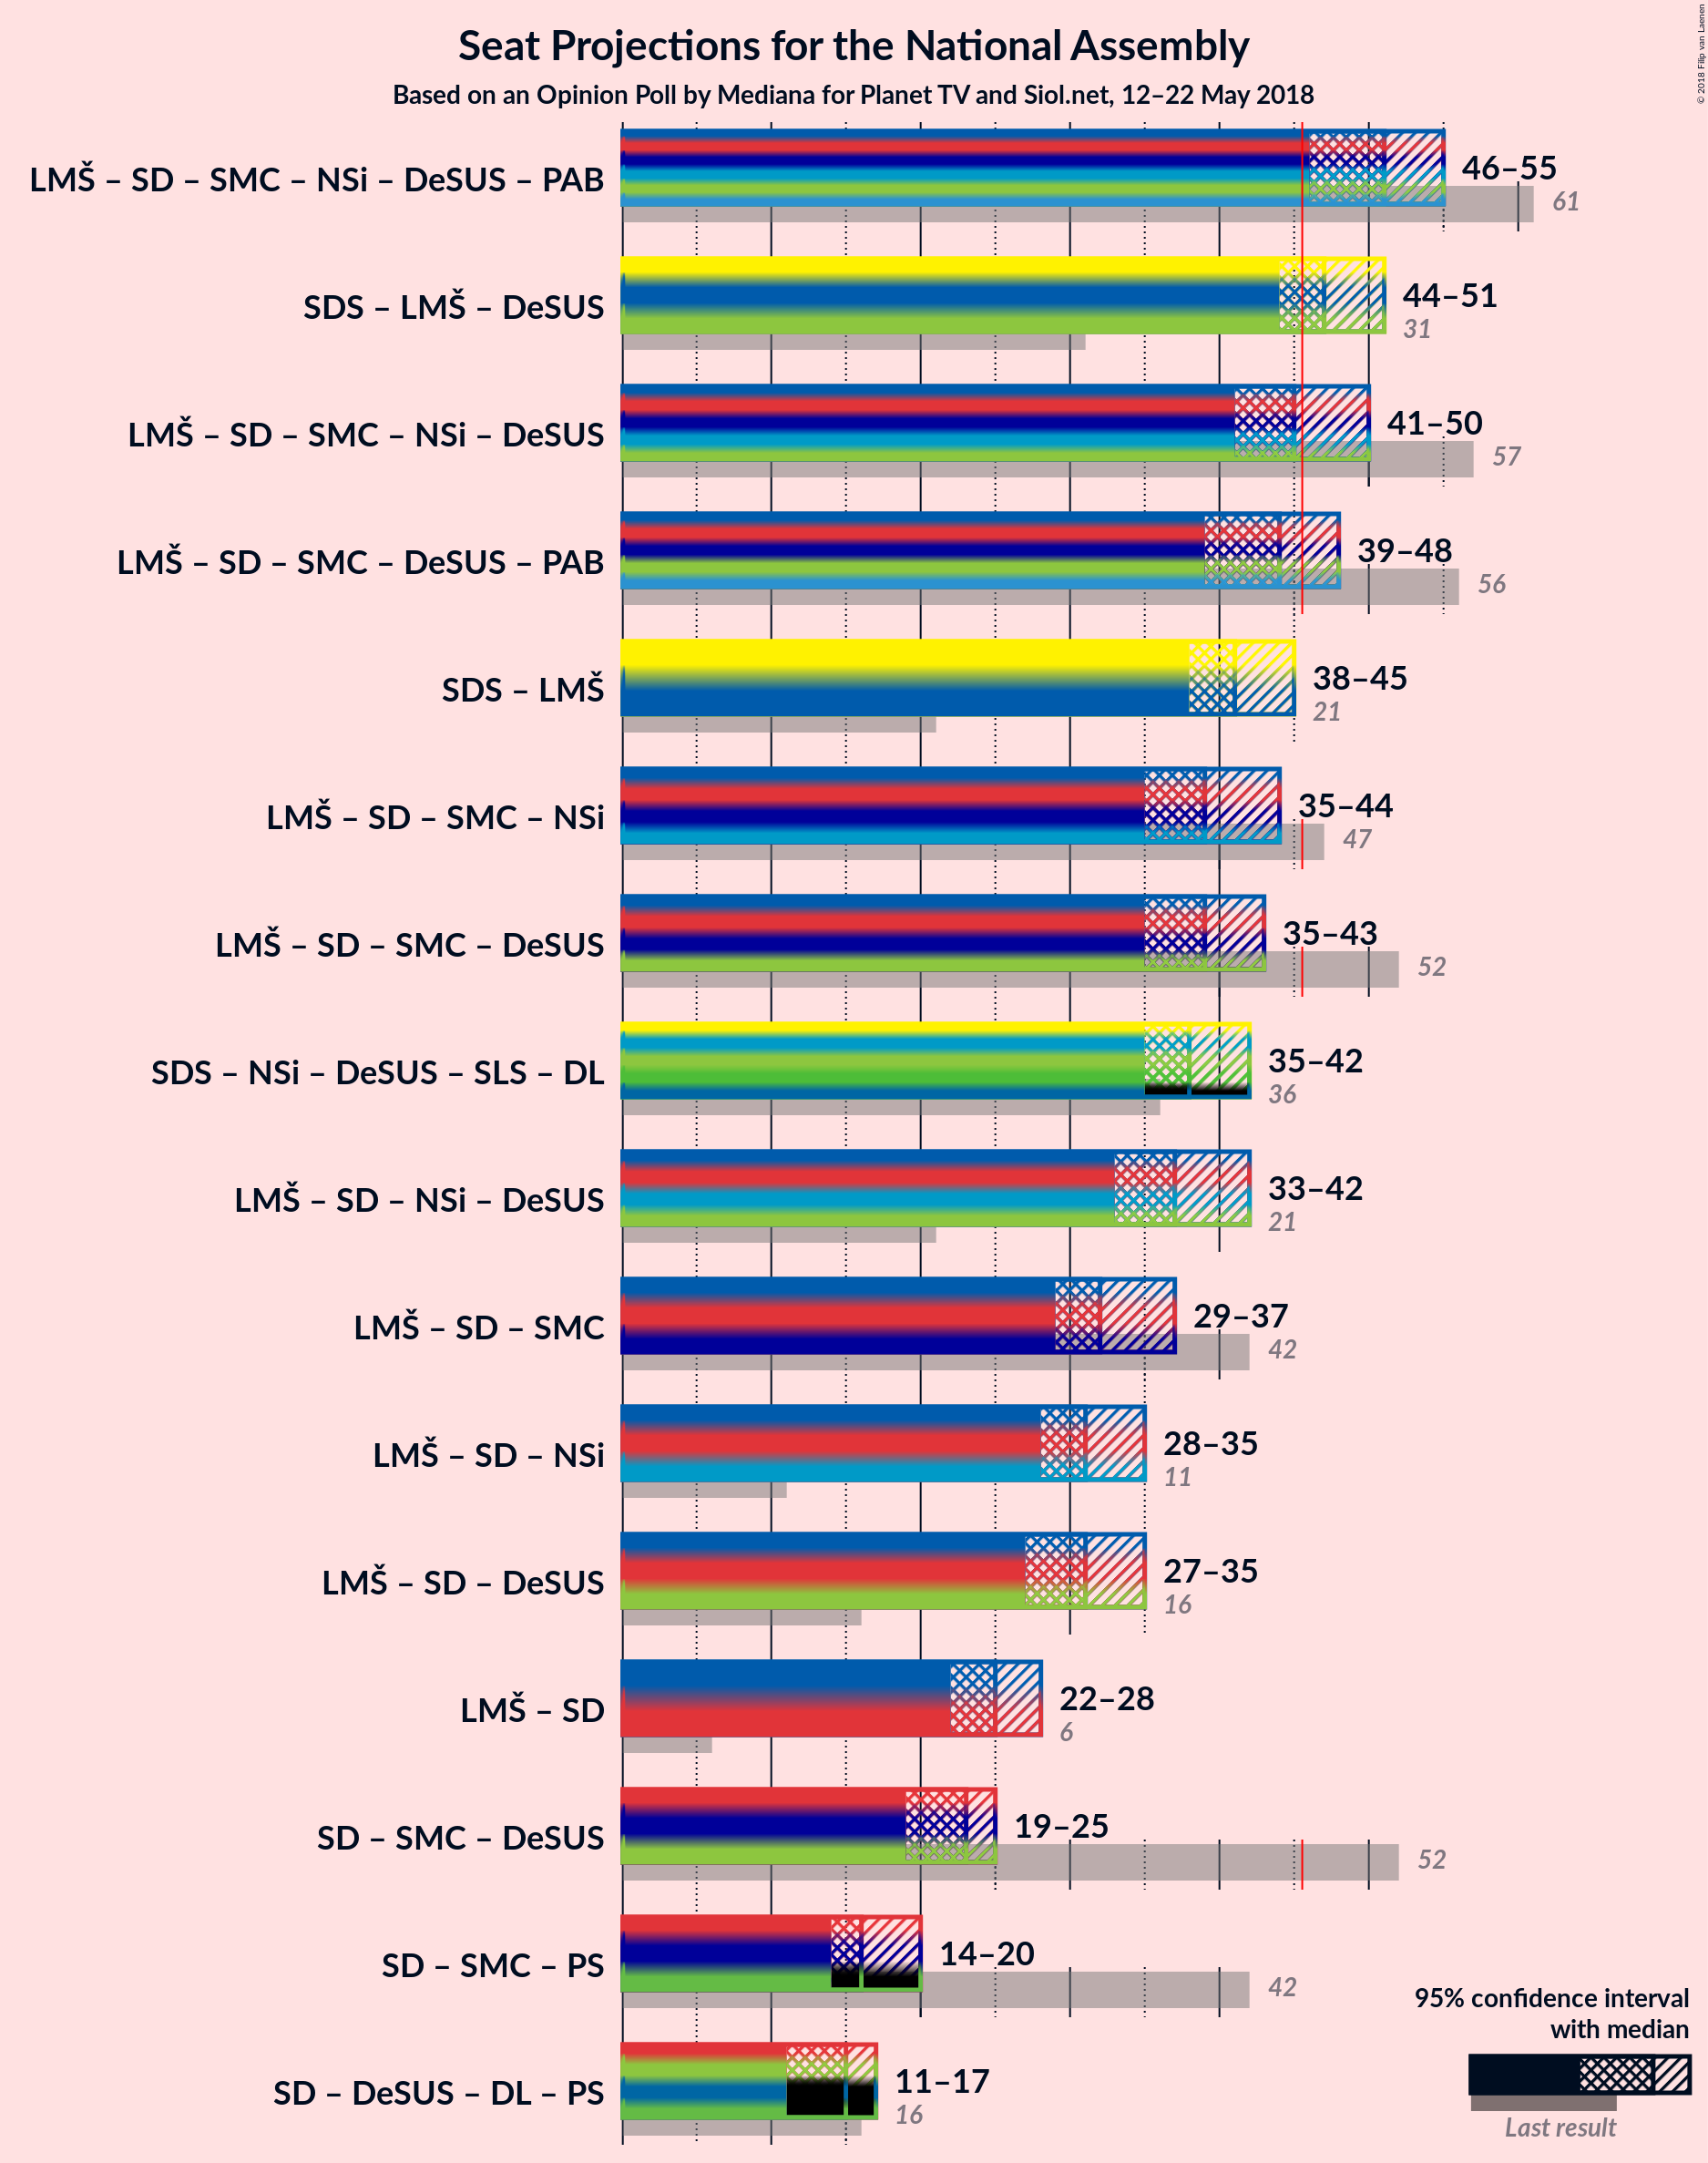 Seat Projections for the National Assembly
Based on an Opinion Poll by Mediana for Planet TV and Siol.net, 12–22 May 2018
© 2018 Filip van Laenen
LMŠ – SD – SMC – NSi – DeSUS – PAB
46–55
61
SDS – LMŠ – DeSUS
44–51
31
LMŠ – SD – SMC – NSi – DeSUS
41–50
57
LMŠ – SD – SMC – DeSUS – PAB
39–48
56
SDS – LMŠ
38–45
21
LMŠ – SD – SMC – NSi
35–44
47
LMŠ – SD – SMC – DeSUS
35–43
52
SDS – NSi – DeSUS – SLS – DL
35–42
36
LMŠ – SD – NSi – DeSUS
33–42
21
LMŠ – SD – SMC
29–37
42
LMŠ – SD – NSi
28–35
11
LMŠ – SD – DeSUS
27–35
16
LMŠ – SD
22–28
6
SD – SMC – DeSUS
19–25
52
SD – SMC – PS
14–20
42
SD – DeSUS – DL – PS
11–17
16
95% confidence interval
with median
Last result